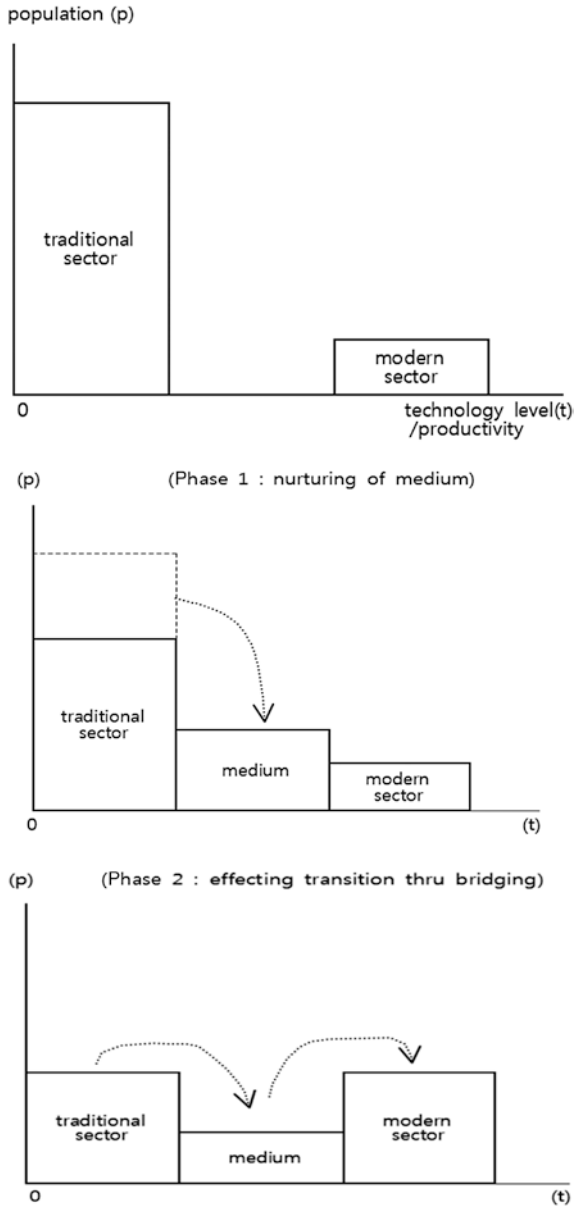 population (p)
traditional
sector
modern
sector
0
technology level(t)
/productivity
(p)
(Phase 1 : nurturing of medium)
traditional
sector
medium
modern
sector
0
(t)
(p)
(Phase 2 : effecting transition thru bridging)
traditional
sector
medium
modern
sector
0
(t)